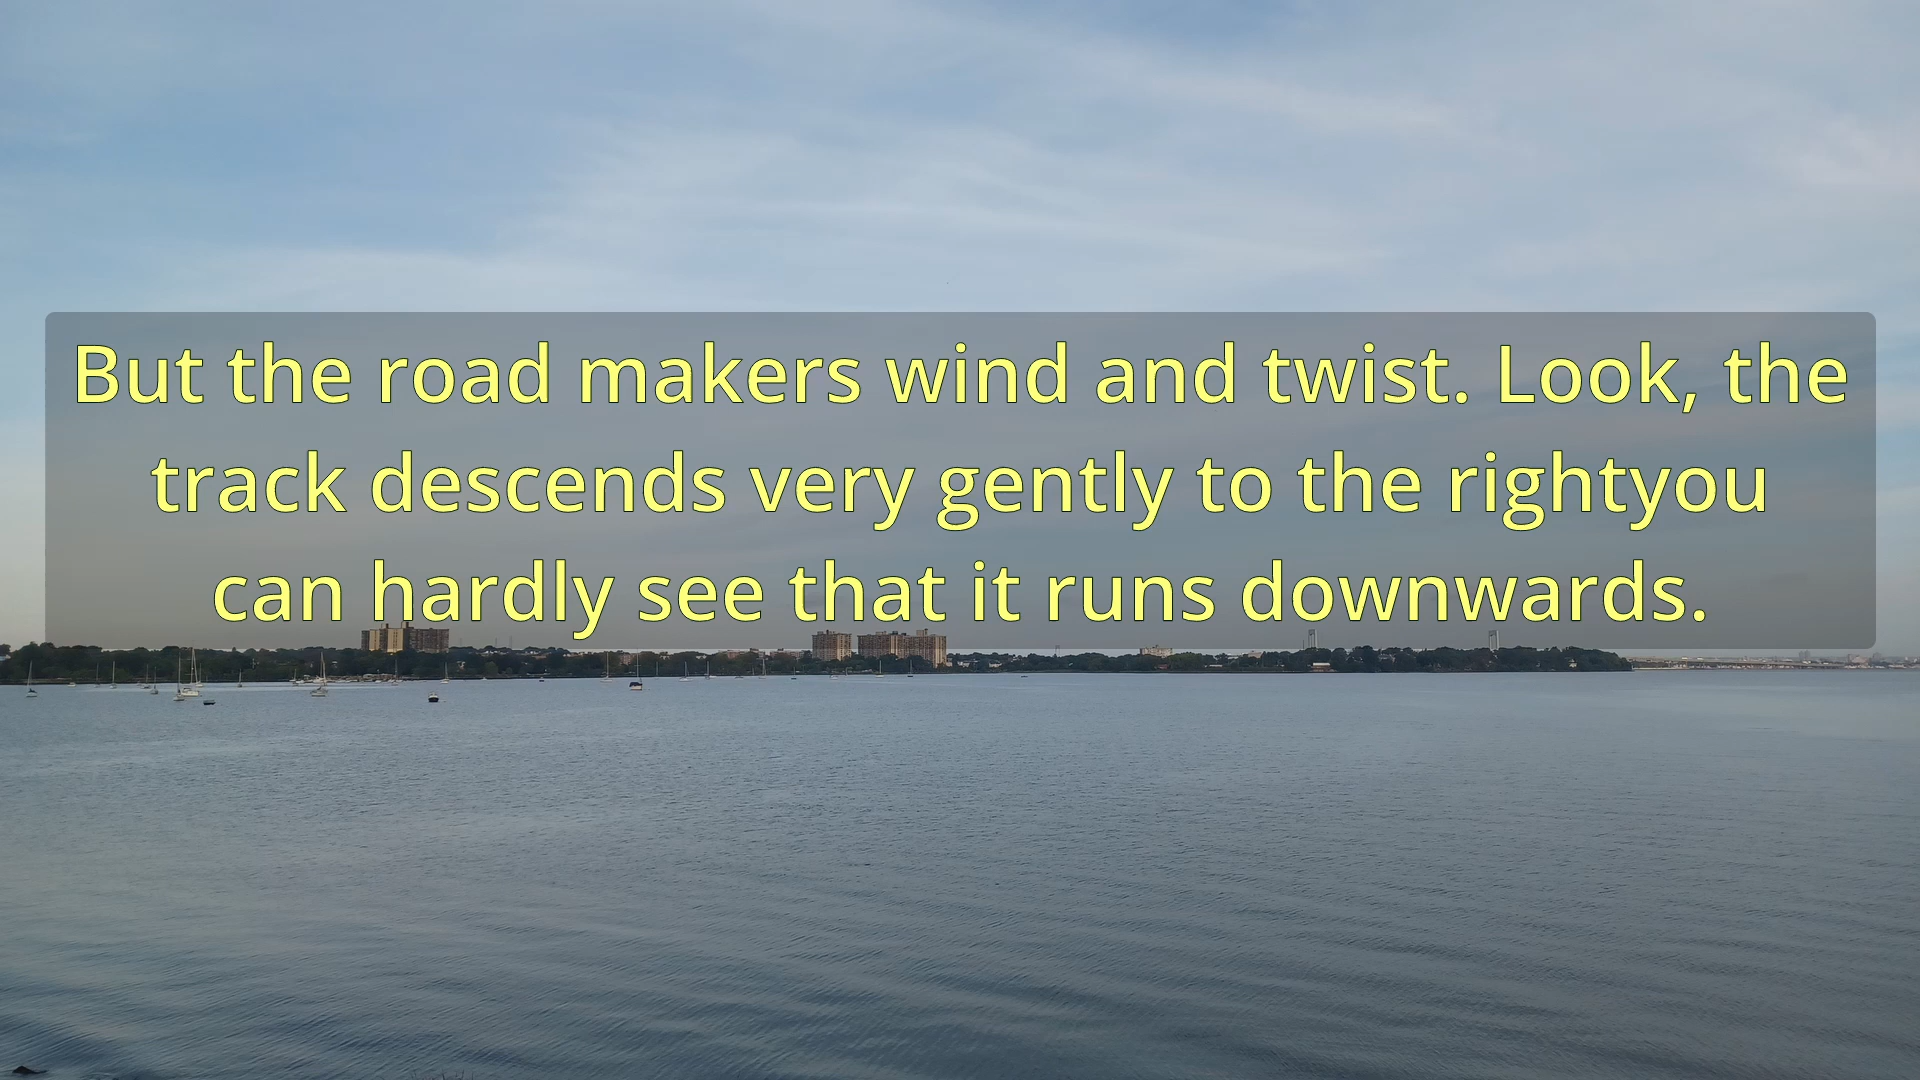 But the road makers wind and twist. Look, the
track descends very gently to the rightyou
can hardly see that it runs downwards.